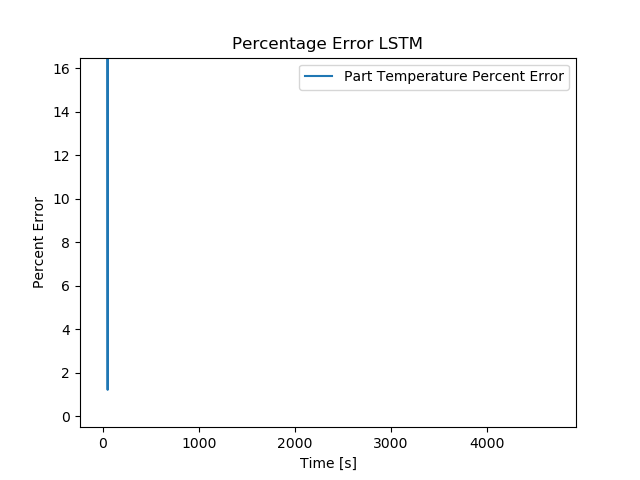 Percentage Error LSTM
Part Temperature Percent Error
16
14
12
10
8
6
4
2
0
Percent Error
0 1000 2000 3000 4000
Time [s]